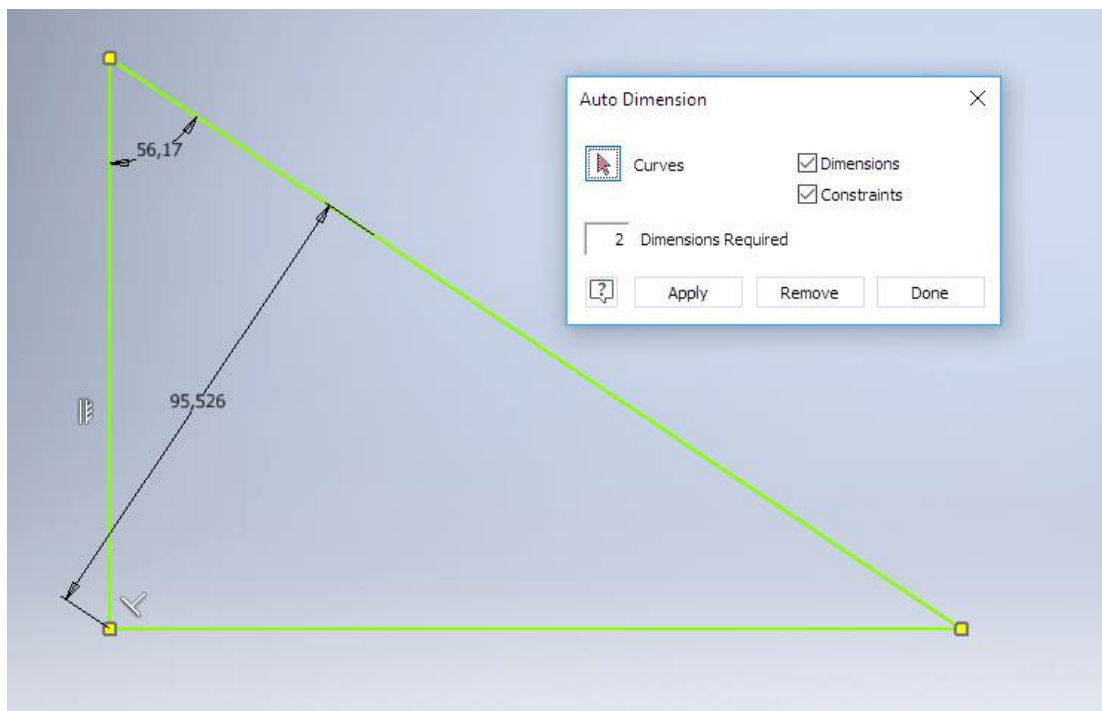 Auto Dimension
56,17
Curves
Dimensions
Constraints
2 Dimensions Required
? Apply Remove Done
95,526